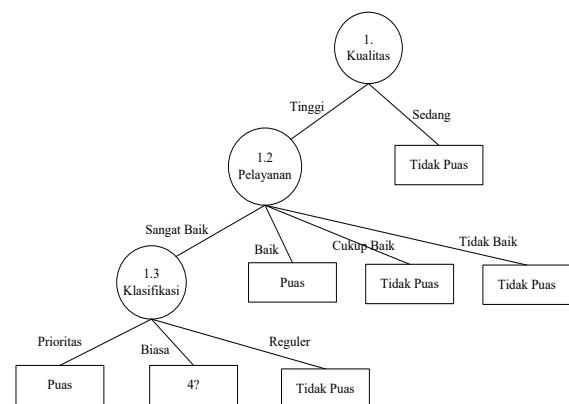 1.
Kualitas
Tinggi
Sedang
1.2
Pelayanan
Tidak Puas
Sangat Baik
Baik
Cukup Baik
Tidak Baik
1.3
Klasifikasi
Puas
Tidak Puas
Tidak Puas
Prioritas
Biasa
Reguler
Puas
4?
Tidak Puas